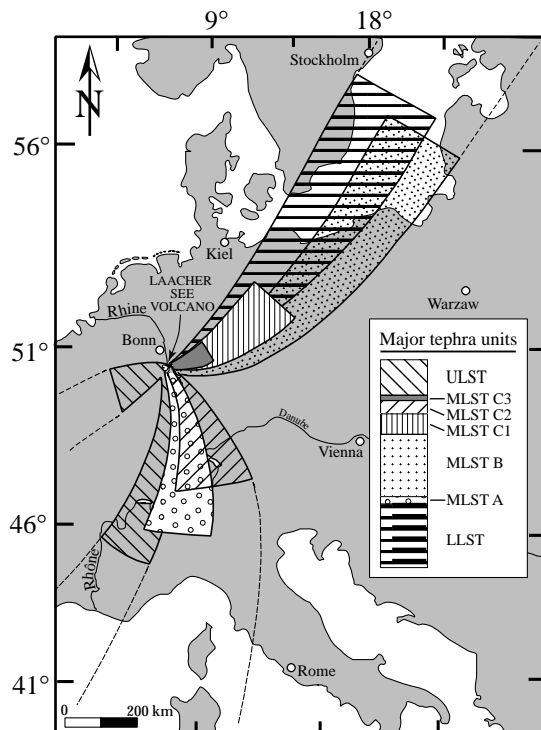 9°
18°
Stockholm
N
56°
Kiel
LAACHER
SEE
VOLCANO
Rhine
Warzaw
Bonn
51°
Major tephra units
ULST
MLST C3
MLST C2
MLST C1
MLST B
MLST A
LLST
Danube
Vienna
46°
Rhône
Rome
41°
0
200 km